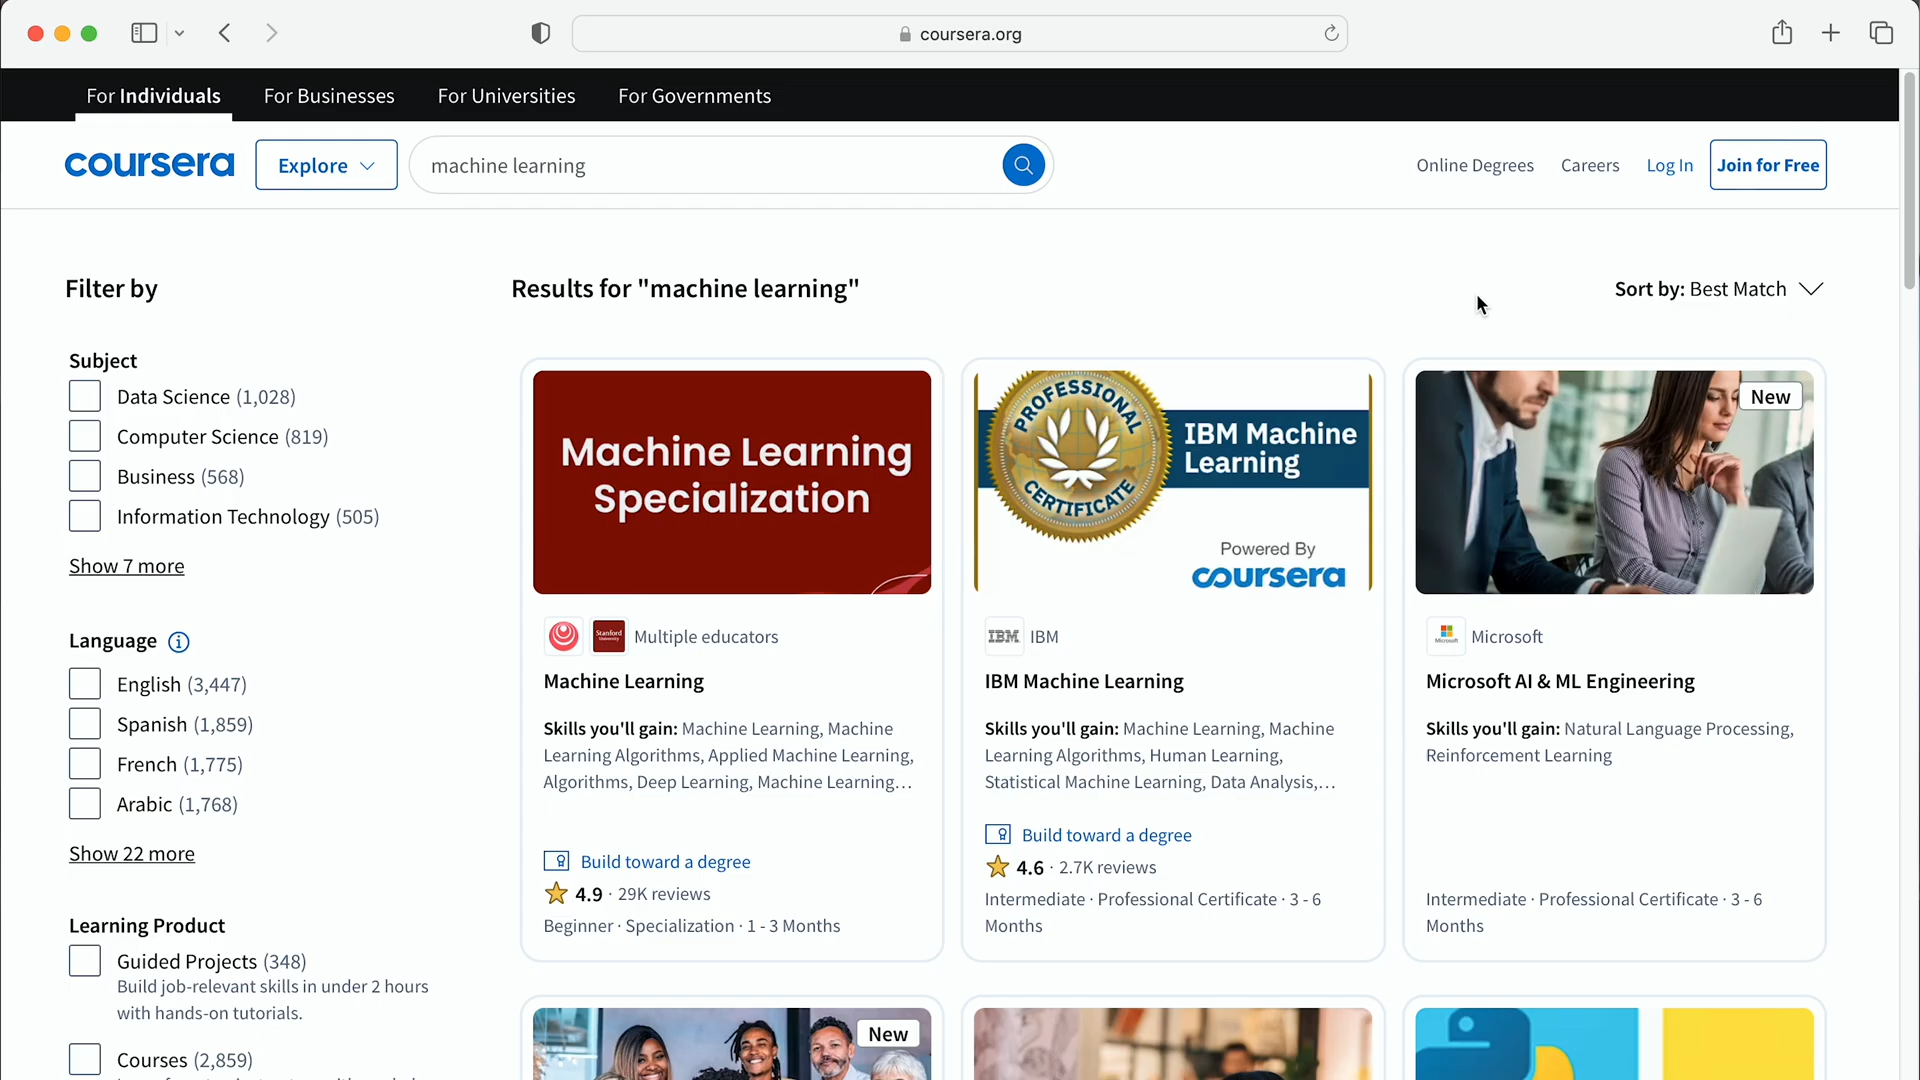 coursera.org
For Individuals
For Businesses
For Universities
For Governments
coursera
Explore
machine learning
Online Degrees
Careers
Log In
Join for Free
Filter by
Results for "machine learning"
Sort by: Best Match
Subject
Data Science (1,028)
Computer Science (819)
Business (568)
Information Technology (505)
Show 7 more
Language
English (3,447)
Spanish (1,859)
French (1,775)
Arabic (1,768)
Show 22 more
Learning Product
Guided Projects (348)
Build job-relevant skills in under 2 hours
with hands-on tutorials.
Courses (2,859)
Machine Learning
Specialization
Stanford
University
Multiple educators
Machine Learning
Skills you'll gain: Machine Learning, Machine
Learning Algorithms, Applied Machine Learning,
Algorithms, Deep Learning, Machine Learning…
Build toward a degree
4.9 · 29K reviews
Beginner · Specialization · 1 - 3 Months
PROFESSIONAL
CERTIFICATE
IBM Machine
Learning
Powered By
coursera
IBM
IBM
IBM Machine Learning
Skills you'll gain: Machine Learning, Machine
Learning Algorithms, Human Learning,
Statistical Machine Learning, Data Analysis,…
Build toward a degree
4.6 · 2.7K reviews
Intermediate · Professional Certificate · 3 - 6
Months
New
Microsoft
Microsoft
Microsoft AI & ML Engineering
Skills you'll gain: Natural Language Processing,
Reinforcement Learning
Intermediate · Professional Certificate · 3 - 6
Months
New